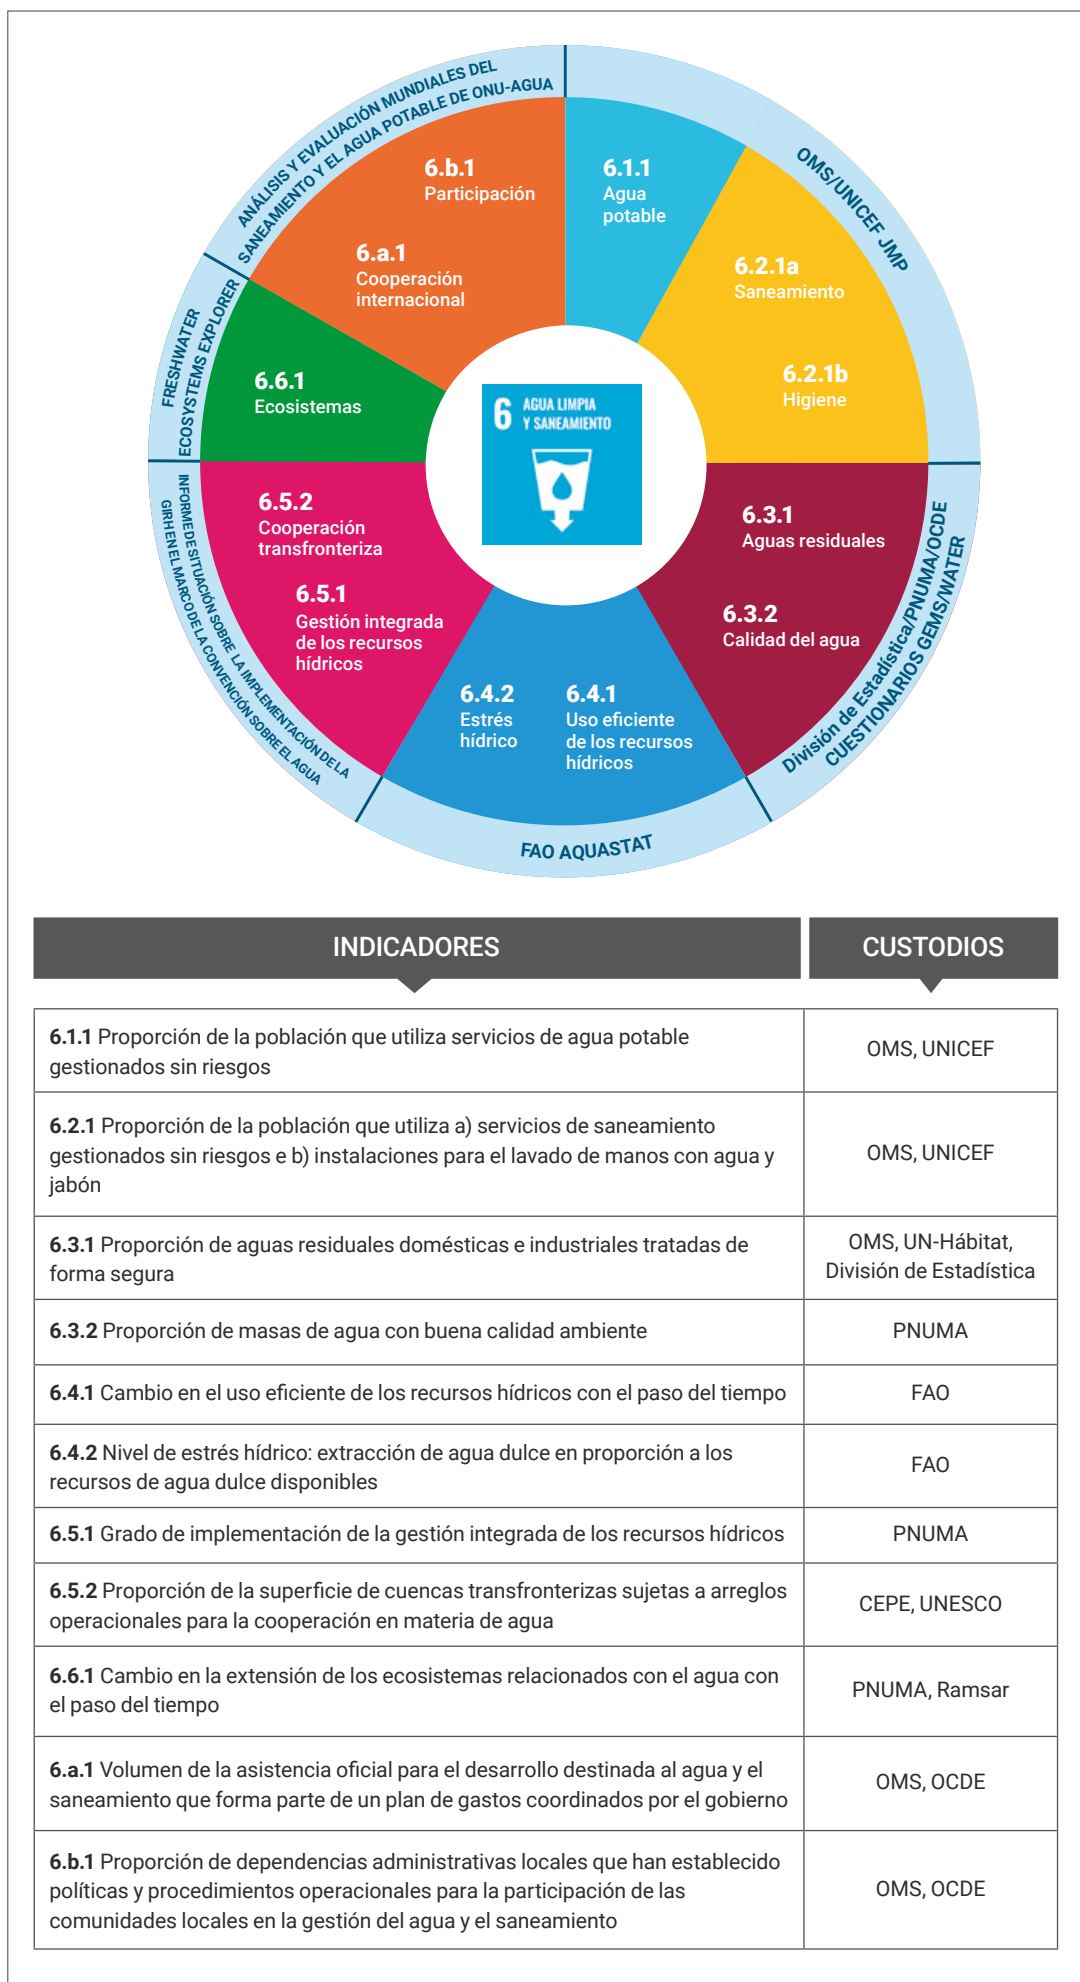 ANÁLISIS Y EVALUACIÓN MUNDIALES DEL
SANEAMIENTO Y EL AGUA POTABLE DE ONU-AGUA
OMS/UNICEF JMP
6.b.1
Participación
6.1.1
Agua
potable
6.a.1
Cooperación
internacional
6.2.1a
Saneamiento
FRESHWATER
ECOSYSTEMS EXPLORER
6.6.1
Ecosistemas
6.2.1b
Higiene
6 AGUA LIMPIA
Y SANEAMIENTO
6.5.2
Cooperación
transfronteriza
6.5.1
Gestión integrada
de los recursos
hídricos
6.3.1
Aguas residuales
6.3.2
Calidad del agua
INFORME DE SITUACIÓN SOBRE LA IMPLEMENTACIÓN DE LA
GIRH EN EL MARCO DE LA CONVENCIÓN SOBRE EL AGUA
División de Estadística/PNUMA/OCDE
CUESTIONARIOS GEMS/WATER
6.4.2
Estrés
hídrico
6.4.1
Uso eficiente
de los recursos
hídricos
FAO AQUASTAT
INDICADORES
CUSTODIOS
6.1.1 Proporción de la población que utiliza servicios de agua potable
gestionados sin riesgos
OMS, UNICEF
6.2.1 Proporción de la población que utiliza a) servicios de saneamiento
gestionados sin riesgos e b) instalaciones para el lavado de manos con agua y
jabón
OMS, UNICEF
6.3.1 Proporción de aguas residuales domésticas e industriales tratadas de
forma segura
OMS, UN-Hábitat,
División de Estadística
6.3.2 Proporción de masas de agua con buena calidad ambiente
PNUMA
6.4.1 Cambio en el uso eficiente de los recursos hídricos con el paso del tiempo
FAO
6.4.2 Nivel de estrés hídrico: extracción de agua dulce en proporción a los
recursos de agua dulce disponibles
FAO
6.5.1 Grado de implementación de la gestión integrada de los recursos hídricos
PNUMA
6.5.2 Proporción de la superficie de cuencas transfronterizas sujetas a arreglos
operacionales para la cooperación en materia de agua
CEPE, UNESCO
6.6.1 Cambio en la extensión de los ecosistemas relacionados con el agua con
el paso del tiempo
PNUMA, Ramsar
6.a.1 Volumen de la asistencia oficial para el desarrollo destinada al agua y el
saneamiento que forma parte de un plan de gastos coordinados por el gobierno
OMS, OCDE
6.b.1 Proporción de dependencias administrativas locales que han establecido
políticas y procedimientos operacionales para la participación de las
comunidades locales en la gestión del agua y el saneamiento
OMS, OCDE